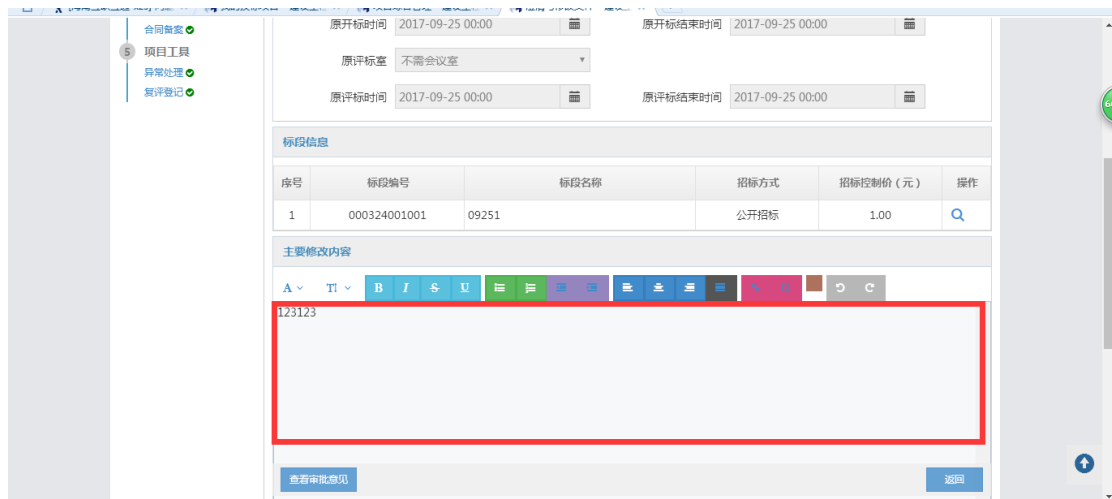 合同备案
5 项目工具
异常处理
复评登记
原开标时间 2017-09-25 00:00 原开标结束时间 2017-09-25 00:00
原评标室 不需会议室
原评标时间 2017-09-25 00:00 原评标结束时间 2017-09-25 00:00
标段信息
序号 标段编号 标段名称 招标方式 招标控制价（元） 操作
1 000324001001 09251 公开招标 1.00
主要修改内容
A TI B I S U
123123
查看审批意见 返回